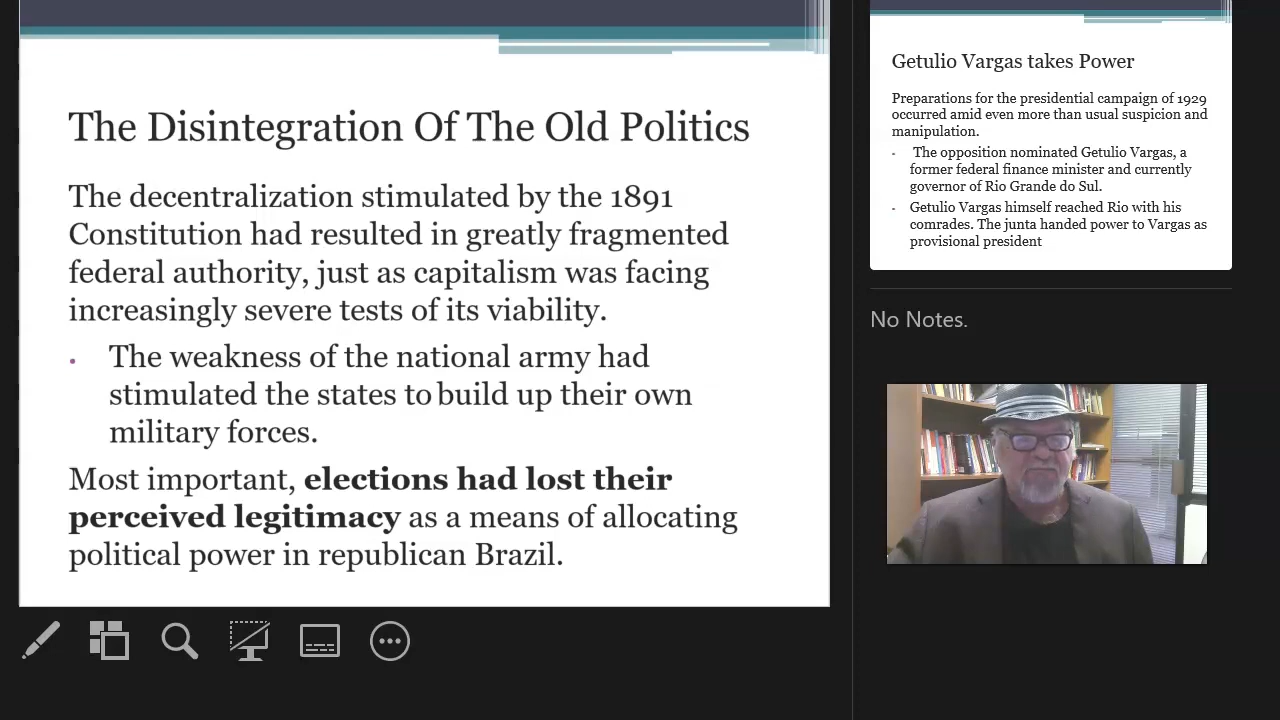 The Disintegration Of The Old Politics
The decentralization stimulated by the 1891
Constitution had resulted in greatly fragmented
federal authority, just as capitalism was facing
increasingly severe tests of its viability.
• The weakness of the national army had
stimulated the states to build up their own
military forces.
Most important, elections had lost their
perceived legitimacy as a means of allocating
political power in republican Brazil.
Getulio Vargas takes Power
Preparations for the presidential campaign of 1929
occurred amid even more than usual suspicion and
manipulation.
• The opposition nominated Getulio Vargas, a
former federal finance minister and currently
governor of Rio Grande do Sul.
• Getulio Vargas himself reached Rio with his
comrades. The junta handed power to Vargas as
provisional president
No Notes.